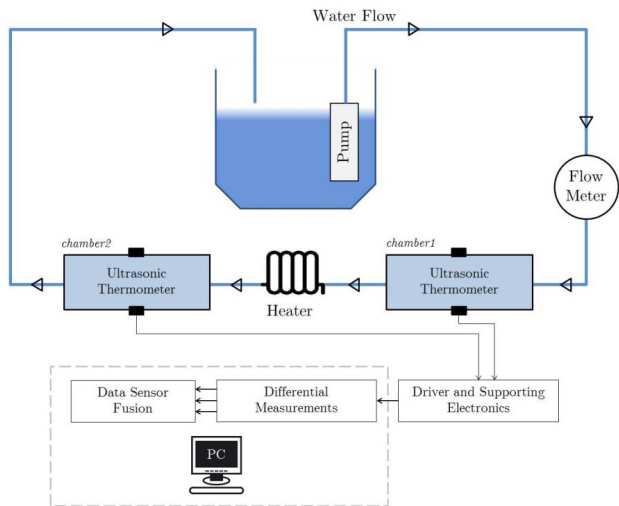 Water Flow
Pump
Flow
Meter
chamber2
chamber1
Ultrasonic
Thermometer
Ultrasonic
Thermometer
Heater
Data Sensor
Fusion
Differential
Measurements
Driver and Supporting
Electronics
PC